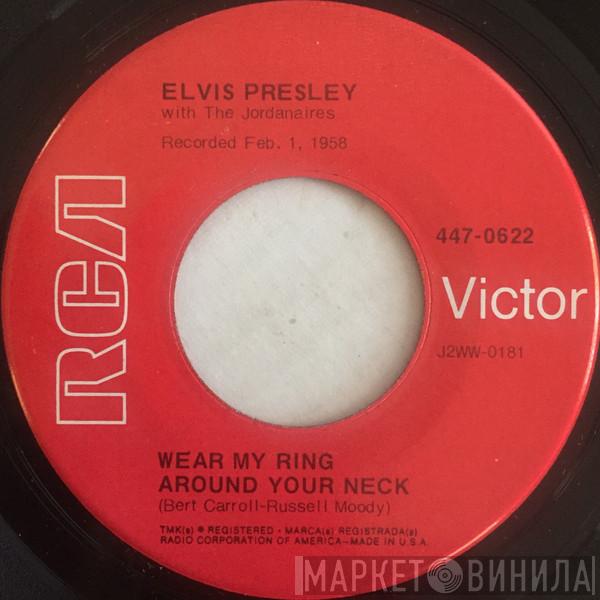 ELVIS PRESLEY
with The Jordanaires
Recorded Feb. 1, 1958
RCA
447-0622
Victor
J2WW-0181
WEAR MY RING
AROUND YOUR NECK
(Bert Carroll-Russell Moody)
TMK(s) ® REGISTERED • MARCA(s) REGISTRADA(s)
RADIO CORPORATION OF AMERICA—MADE IN U.S.A.
МАРКЕТ ВИНИЛА